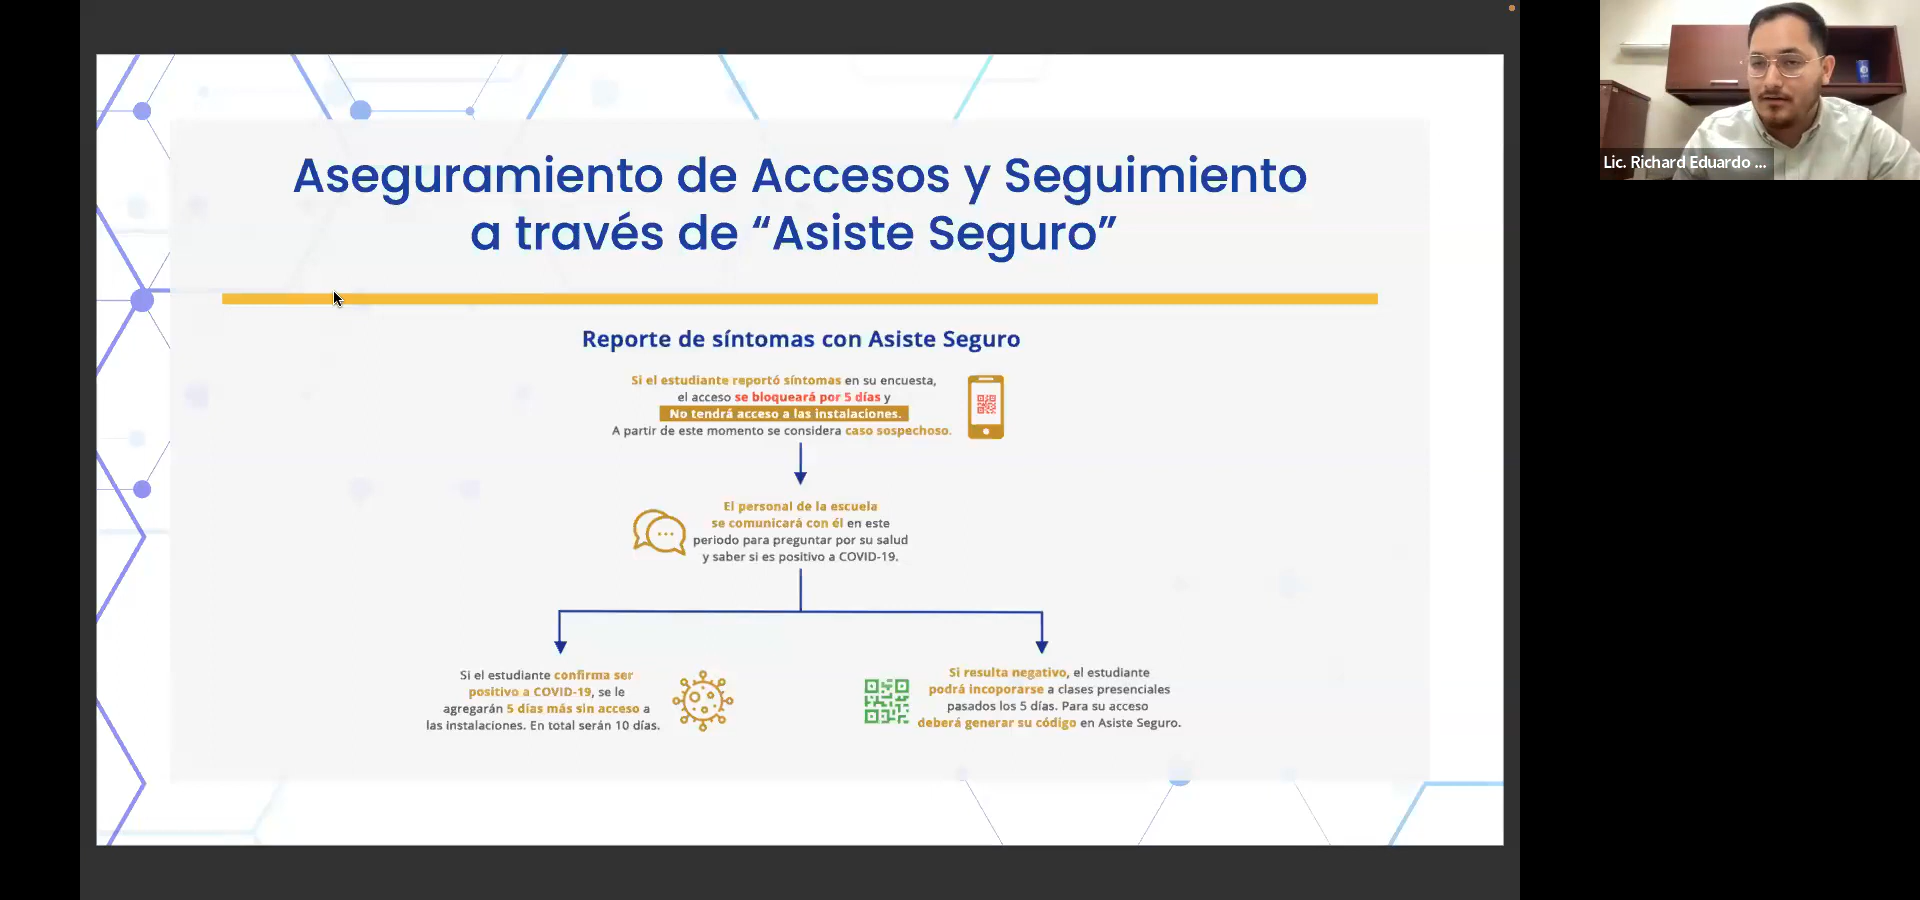 Aseguramiento de Accesos y Seguimiento
a través de “Asiste Seguro”
Reporte de síntomas con Asiste Seguro
Si el estudiante reportó síntomas en su encuesta,
el acceso se bloqueará por 5 días y
No tendrá acceso a las instalaciones.
A partir de este momento se considera caso sospechoso.
El personal de la escuela
se comunicará con él en este
periodo para preguntar por su salud
y saber si es positivo a COVID-19.
Si el estudiante confirma ser
positivo a COVID-19, se le
agregarán 5 días más sin acceso a
las instalaciones. En total serán 10 días.
Si resulta negativo, el estudiante
podrá incoporarse a clases presenciales
pasados los 5 días. Para su acceso
deberá generar su código en Asiste Seguro.
Lic. Richard Eduardo ...